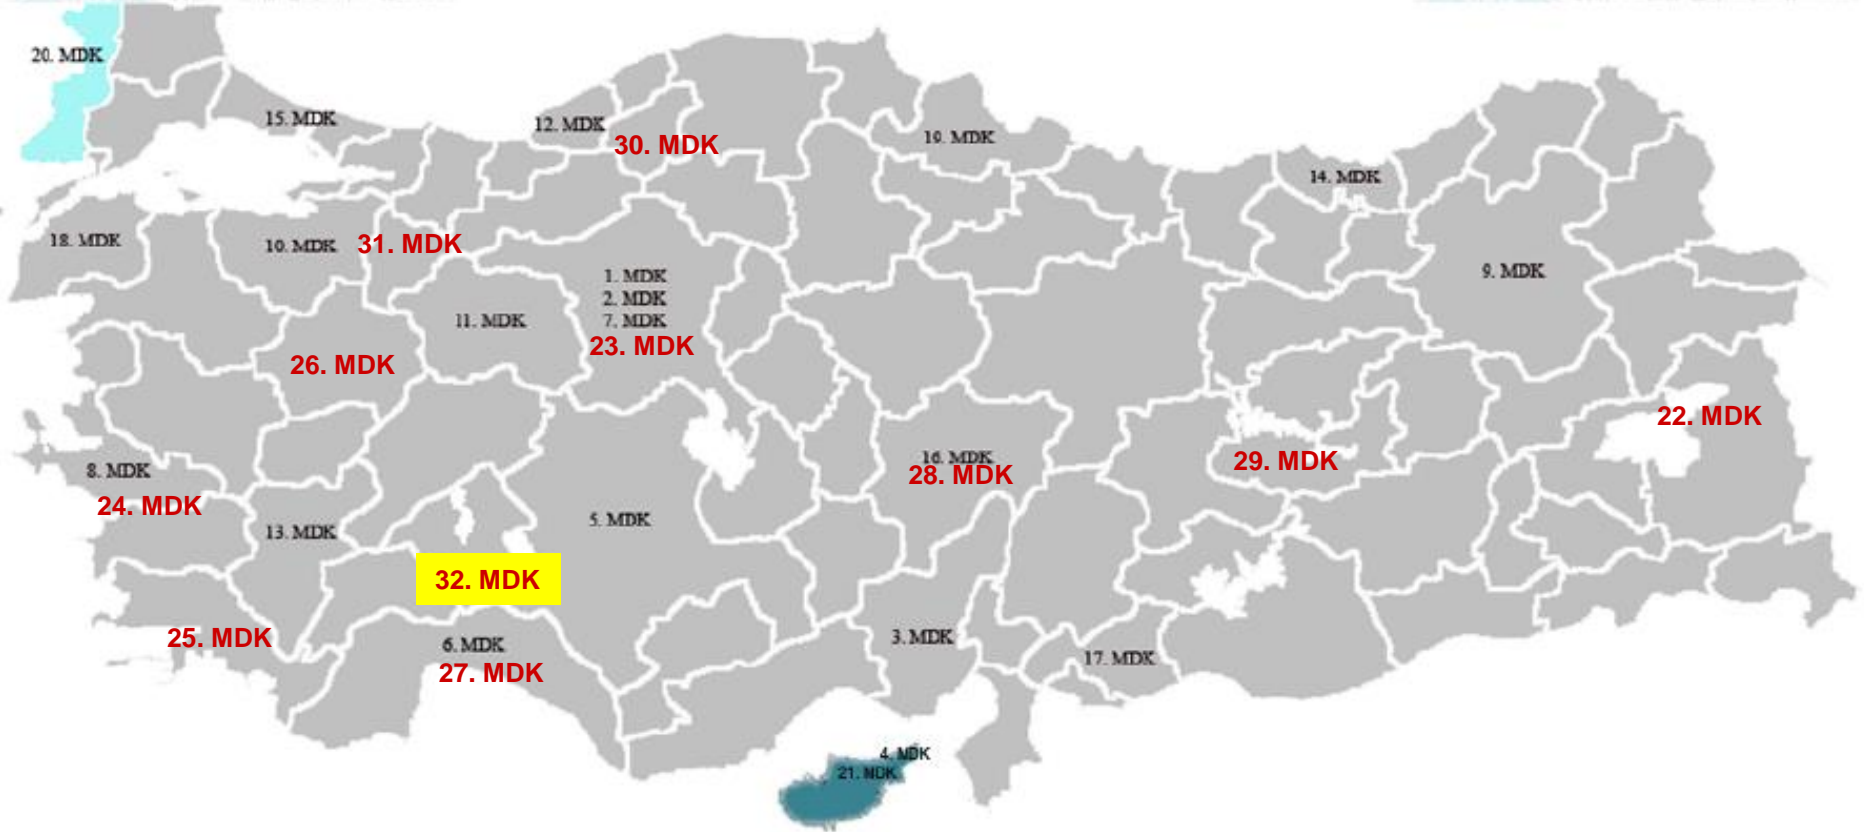 20. MDK
15. MDK
12. MDK
30. MDK
19. MDK
14. MDK
18. MDK
10. MDK
31. MDK
1. MDK
2. MDK
7. MDK
23. MDK
9. MDK
11. MDK
26. MDK
22. MDK
8. MDK
24. MDK
16. MDK
28. MDK
29. MDK
13. MDK
5. MDK
32. MDK
25. MDK
6. MDK
27. MDK
3. MDK
17. MDK
4. MDK
21. MDK